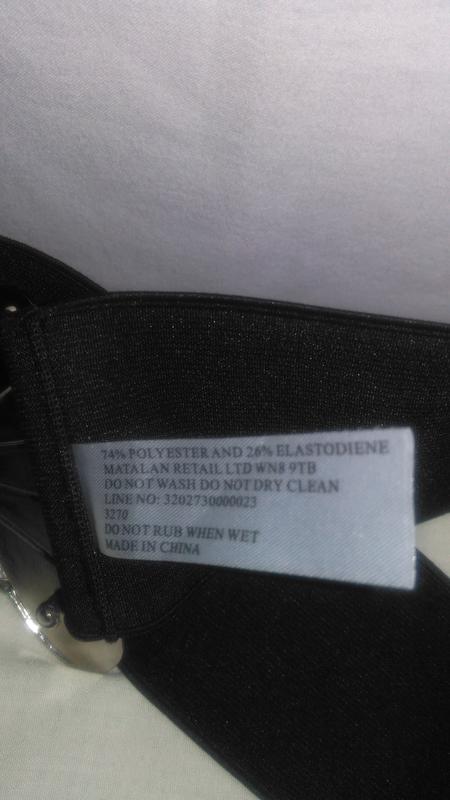 74% POLYESTER AND 26% ELASTODIENE
MATALAN RETAIL LTD WN8 9TB
DO NOT WASH DO NOT DRY CLEAN
LINE NO: 3202730000023
3270
DO NOT RUB WHEN WET
MADE IN CHINA